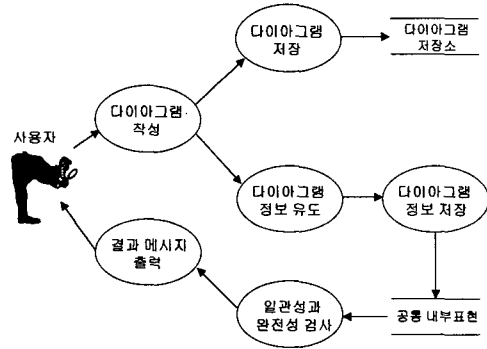 다이아그램
저장
다이아그램
저장소
다이아그램
작성
사용자
다이아그램
정보 유도
다이아그램
정보 저장
결과 메시지
출력
일관성과
완전성 검사
공통 내부표현